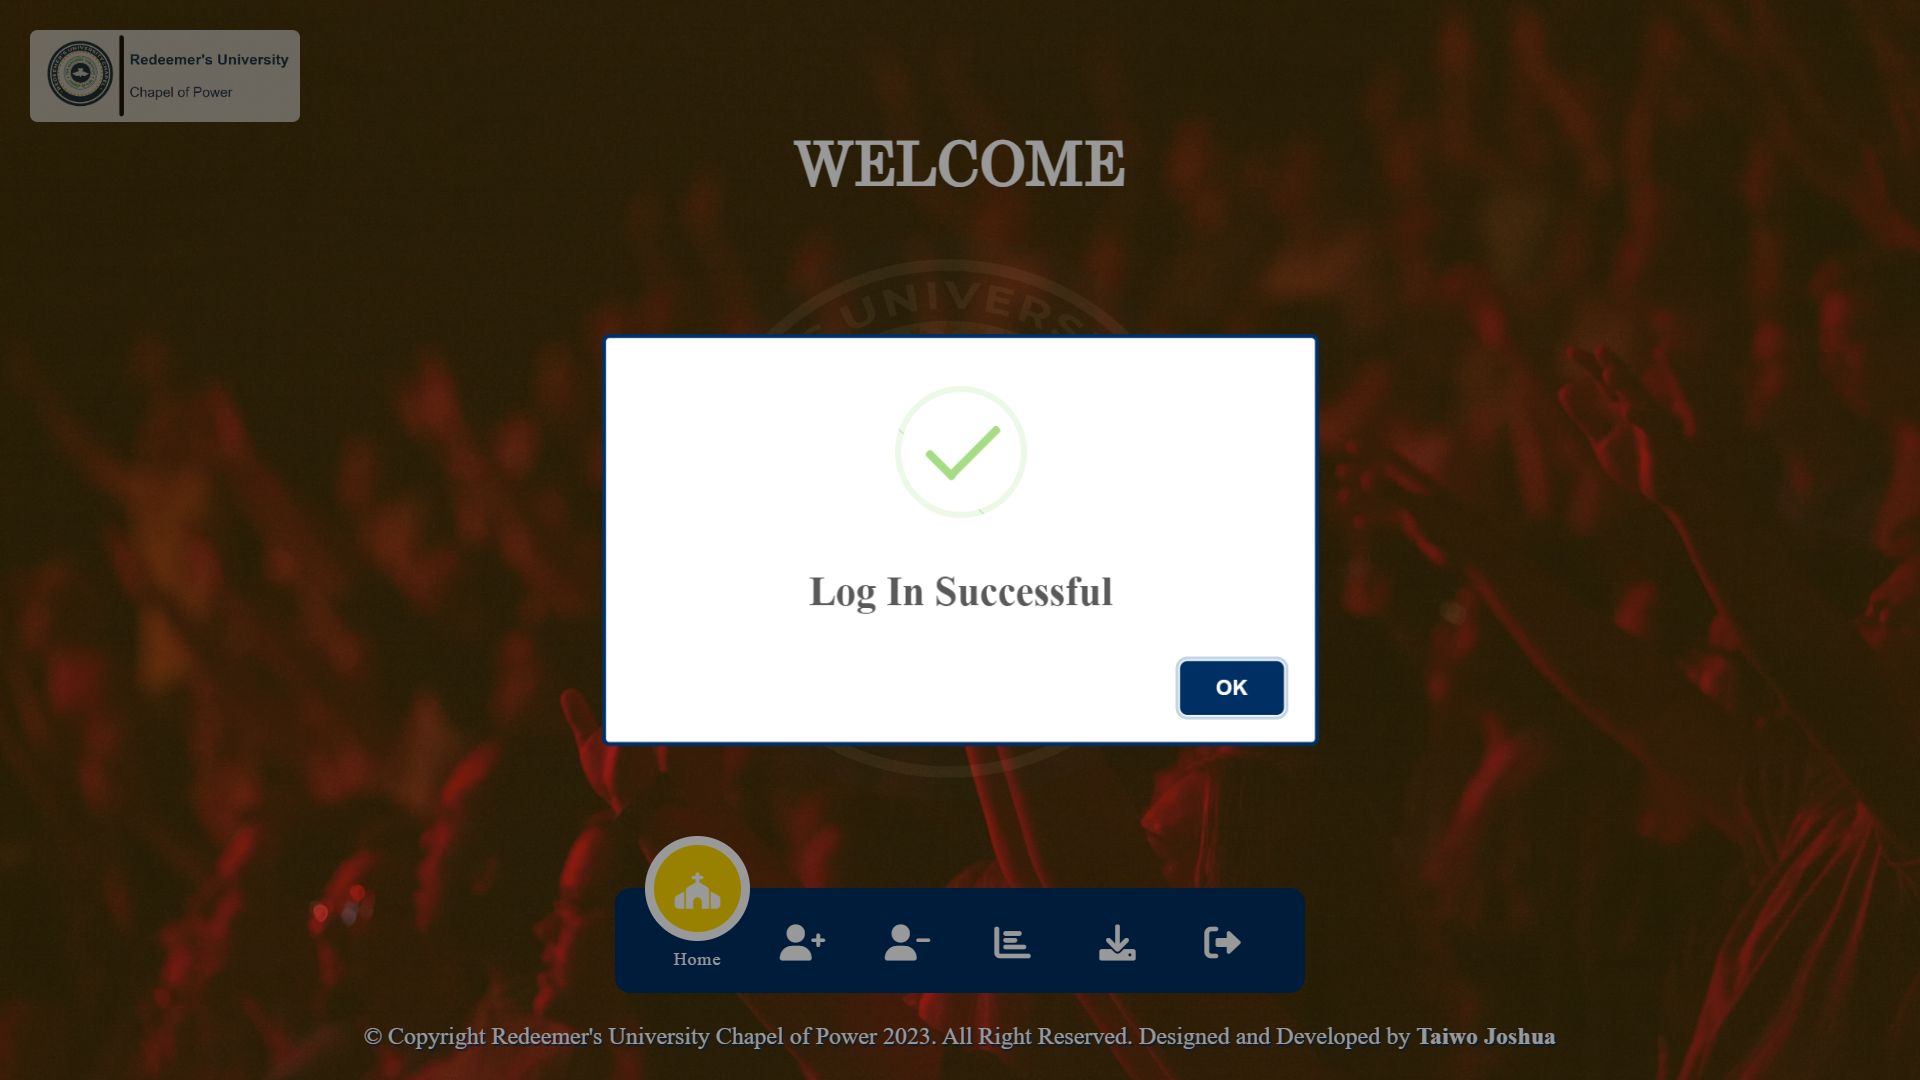 Redeemer's University
Chapel of Power
WELCOME
UNIVERS
Log In Successful
OK
Home
© Copyright Redeemer's University Chapel of Power 2023. All Right Reserved. Designed and Developed by Taiwo Joshua